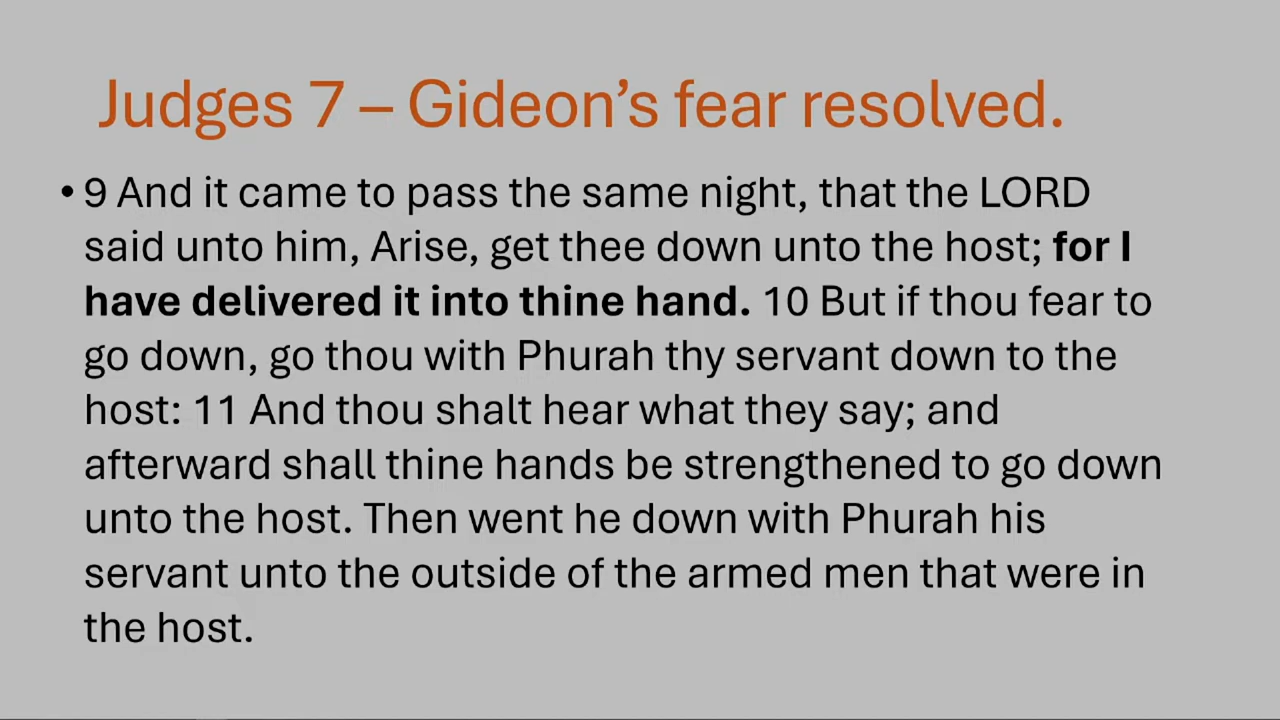 Judges 7 – Gideon’s fear resolved.
• 9 And it came to pass the same night, that the LORD
said unto him, Arise, get thee down unto the host; for I
have delivered it into thine hand. 10 But if thou fear to
go down, go thou with Phurah thy servant down to the
host: 11 And thou shalt hear what they say; and
afterward shall thine hands be strengthened to go down
unto the host. Then went he down with Phurah his
servant unto the outside of the armed men that were in
the host.